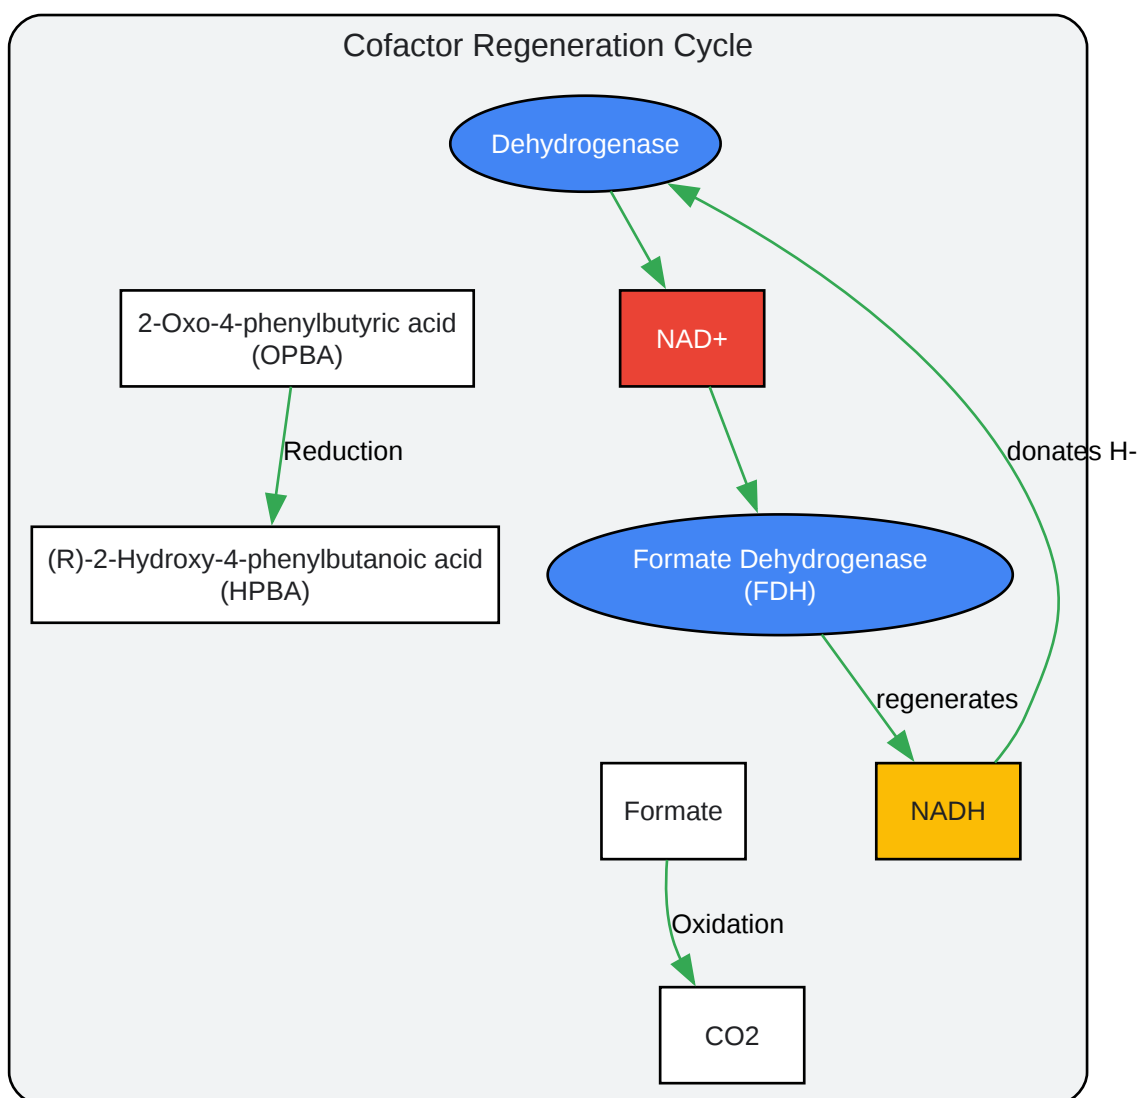 Cofactor Regeneration Cycle
Dehydrogenase
2-Oxo-4-phenylbutyric acid
(OPBA)
NAD+
Reduction
donates H-
(R)-2-Hydroxy-4-phenylbutanoic acid
(HPBA)
Formate Dehydrogenase
(FDH)
regenerates
Formate
NADH
Oxidation
CO2